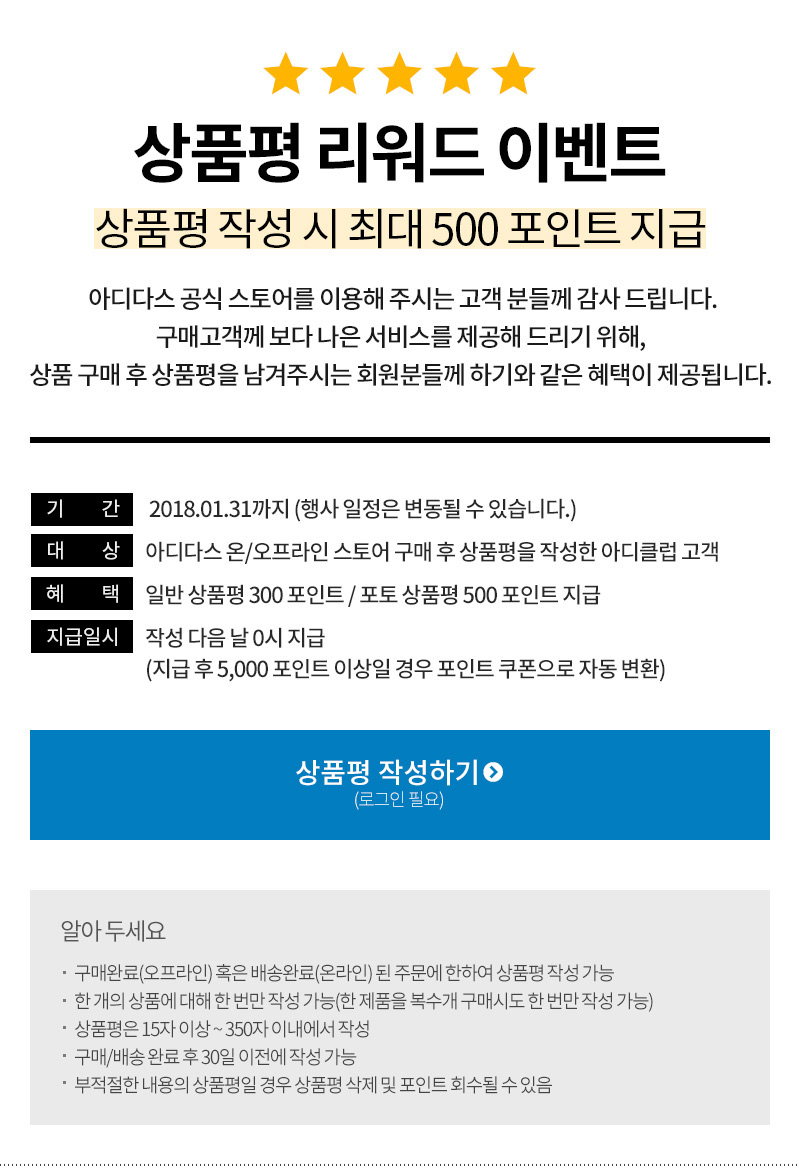 상품평 리워드 이벤트
상품평 작성 시 최대 500 포인트 지급
아디다스 공식 스토어를 이용해 주시는 고객 분들께 감사 드립니다.
구매고객께 보다 나은 서비스를 제공해 드리기 위해,
상품 구매 후 상품평을 남겨주시는 회원분들께 하기와 같은 혜택이 제공됩니다.
기 간 2018.01.31까지 (행사 일정은 변동될 수 있습니다.)
대 상 아디다스 온/오프라인 스토어 구매 후 상품평을 작성한 아디클럽 고객
혜 택 일반 상품평 300 포인트 / 포토 상품평 500 포인트 지급
지급일시 작성 다음 날 0시 지급
(지급 후 5,000 포인트 이상일 경우 포인트 쿠폰으로 자동 변환)
상품평 작성하기
(로그인 필요)
알아 두세요
· 구매완료(오프라인) 혹은 배송완료(온라인) 된 주문에 한하여 상품평 작성 가능
· 한 개의 상품에 대해 한 번만 작성 가능(한 제품을 복수개 구매시도 한 번만 작성 가능)
· 상품평은 15자 이상 ~ 350자 이내에서 작성
· 구매/배송 완료 후 30일 이전에 작성 가능
· 부적절한 내용의 상품평일 경우 상품평 삭제 및 포인트 회수될 수 있음